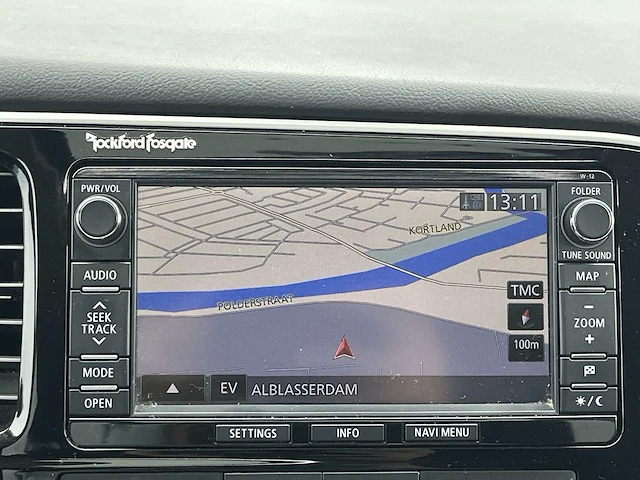 Rockford Fosgate
W-12
PWR/VOL
FOLDER
13:11
KORTLAND
TUNE SOUND
AUDIO
MAP
SEEK
TRACK
TMC
POLDERSTRAAT
ZOOM
100m
MODE
EV
ALBLASSERDAM
OPEN
SETTINGS
INFO
NAVI MENU